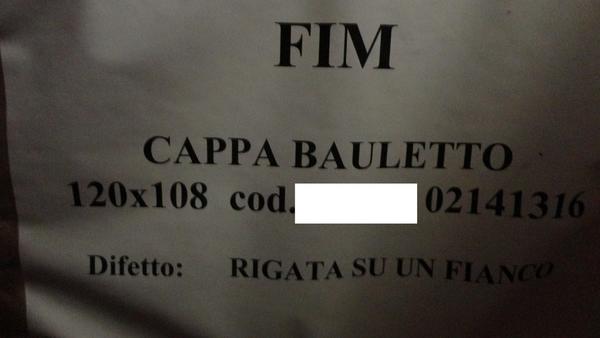 FIM
CAPPA BAULETTO
120x108 cod. 02141316
Difetto: RIGATA SU UN FIANCO